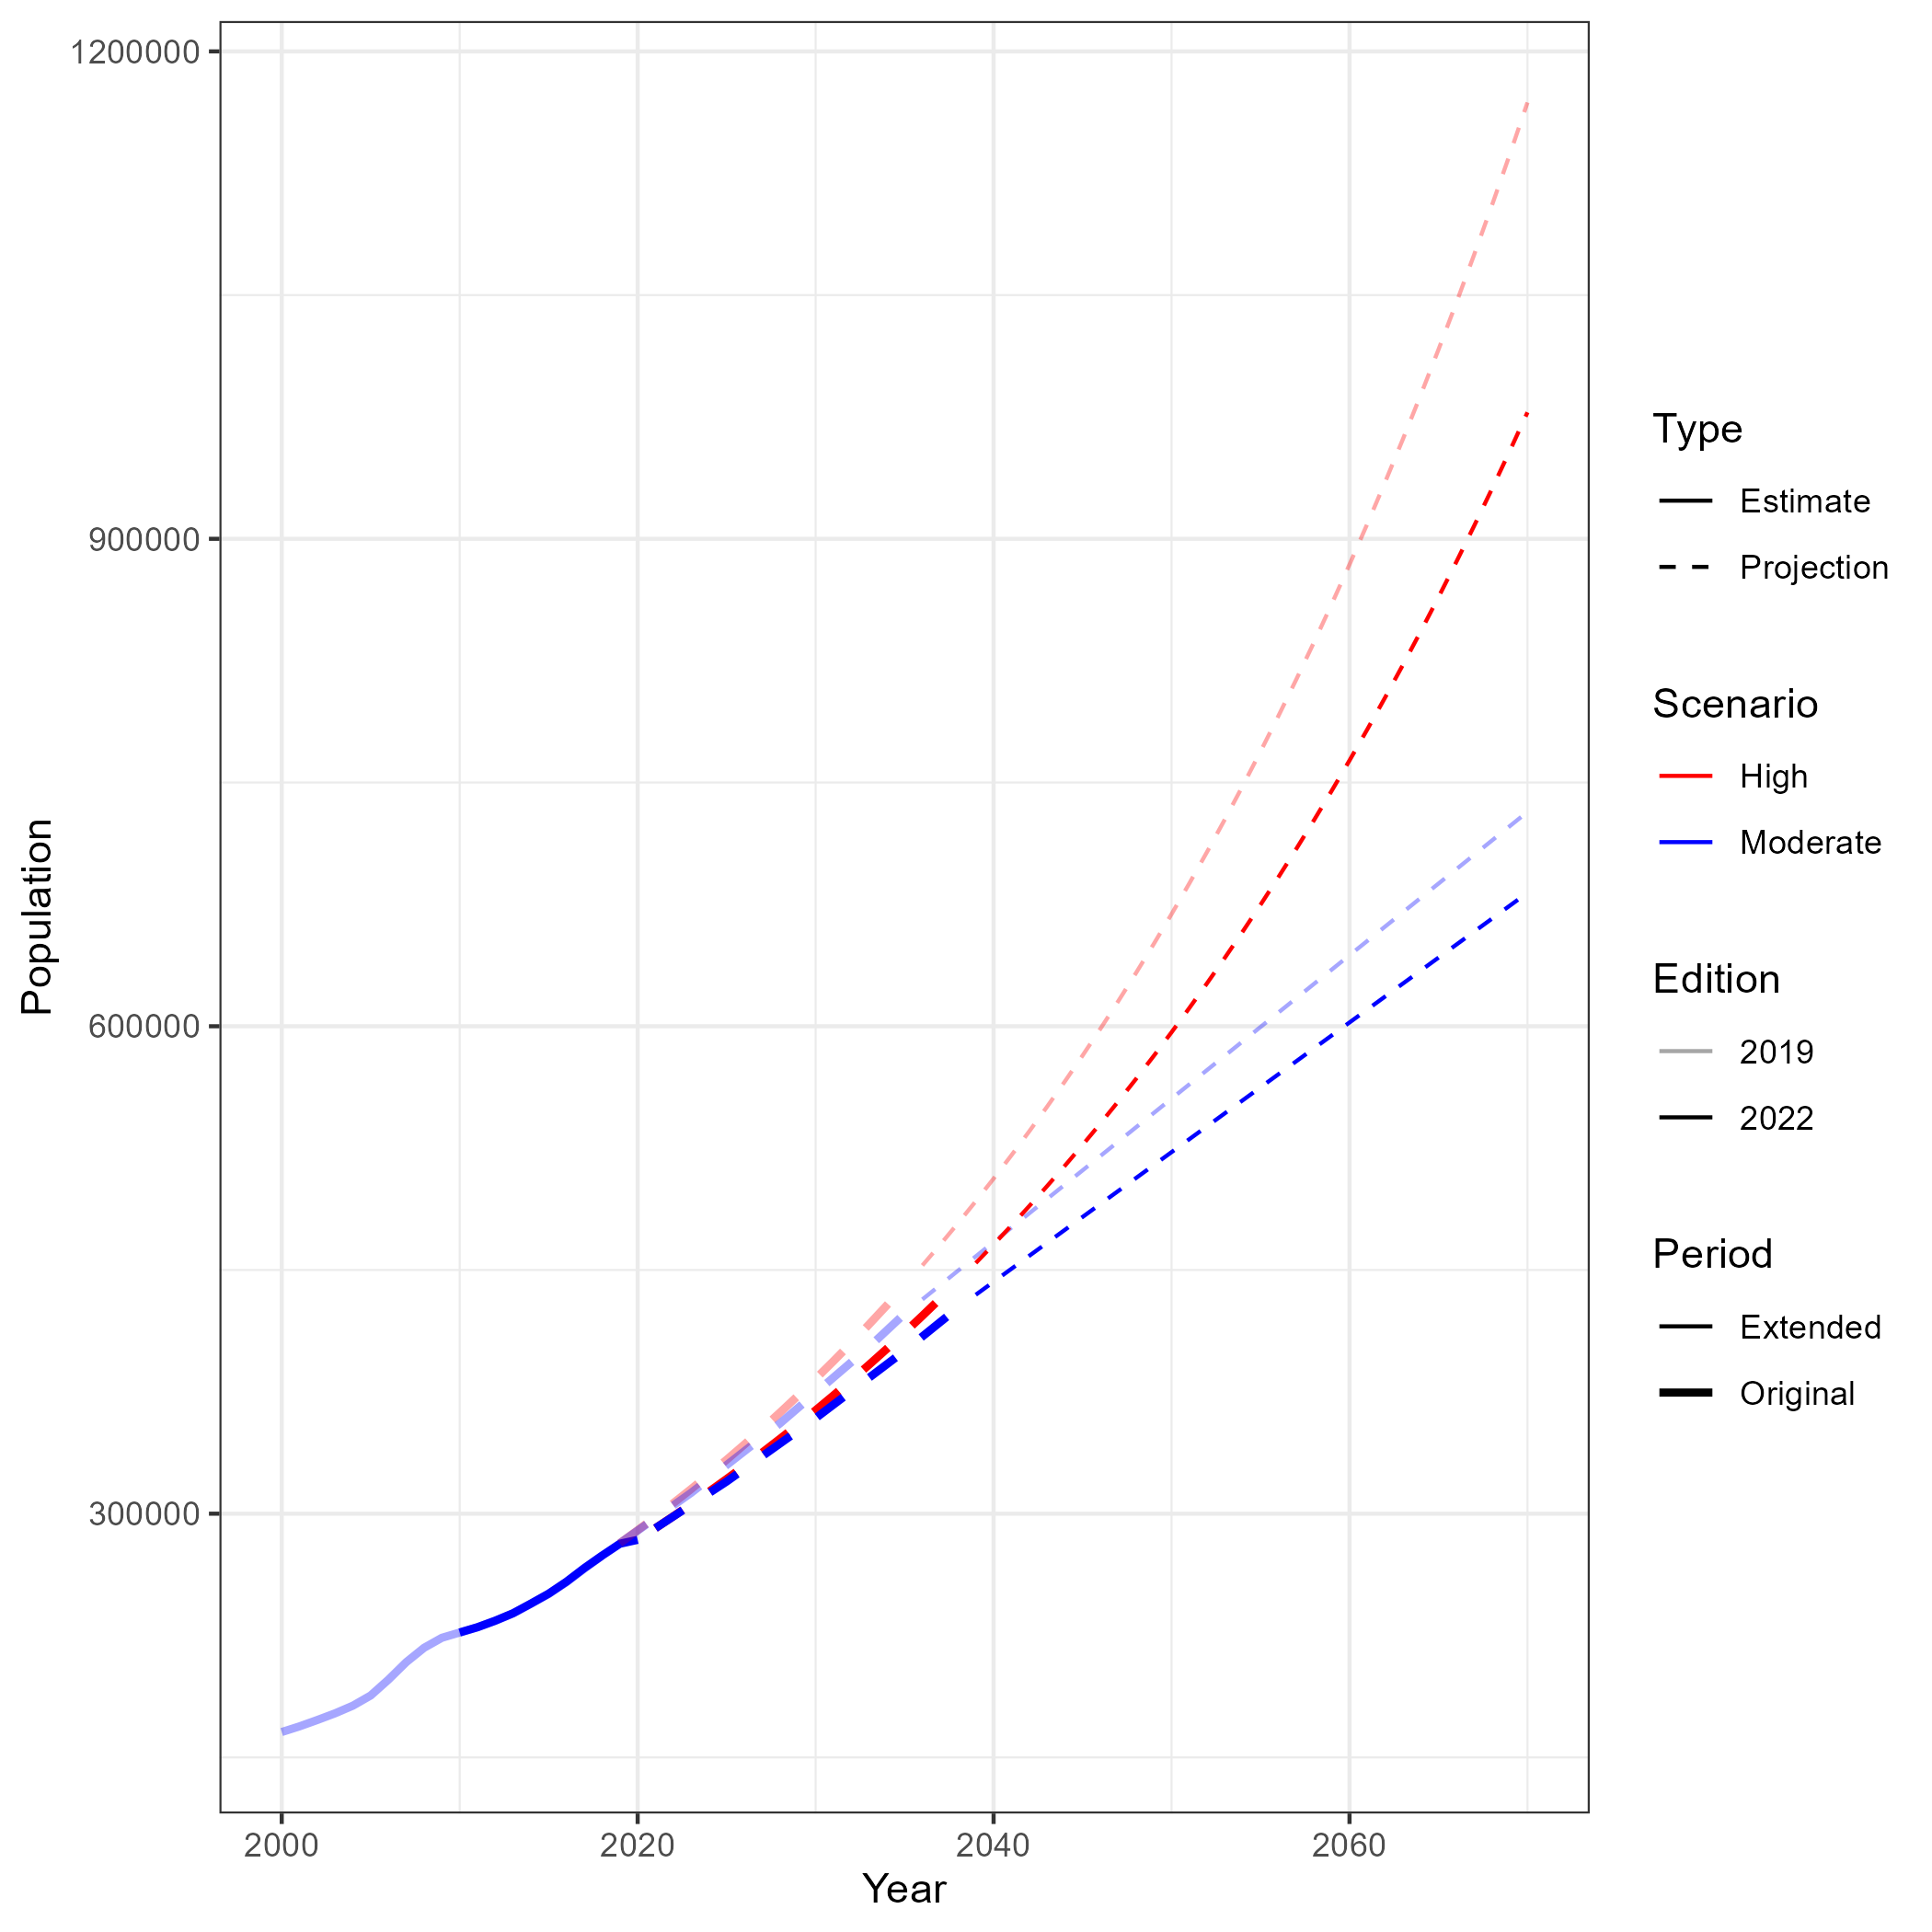 1200000
900000
600000
300000
Population
2000
2020
2040
2060
Year
Type
Estimate
Projection
Scenario
High
Moderate
Edition
2019
2022
Period
Extended
Original